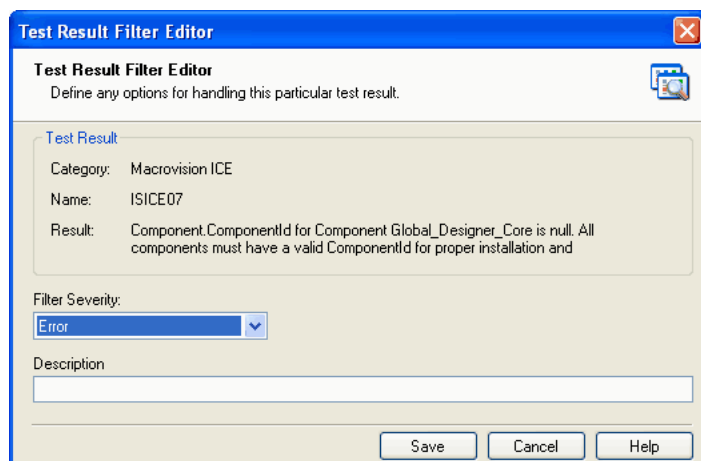 Test Result Filter Editor
Test Result Filter Editor
Define any options for handling this particular test result.
Test Result
Category: Macrovision ICE
Name: ISICE07
Result: Component.ComponentId for Component Global_Designer_Core is null. All
components must have a valid ComponentId for proper installation and
Filter Severity:
Error
Description
Save Cancel Help